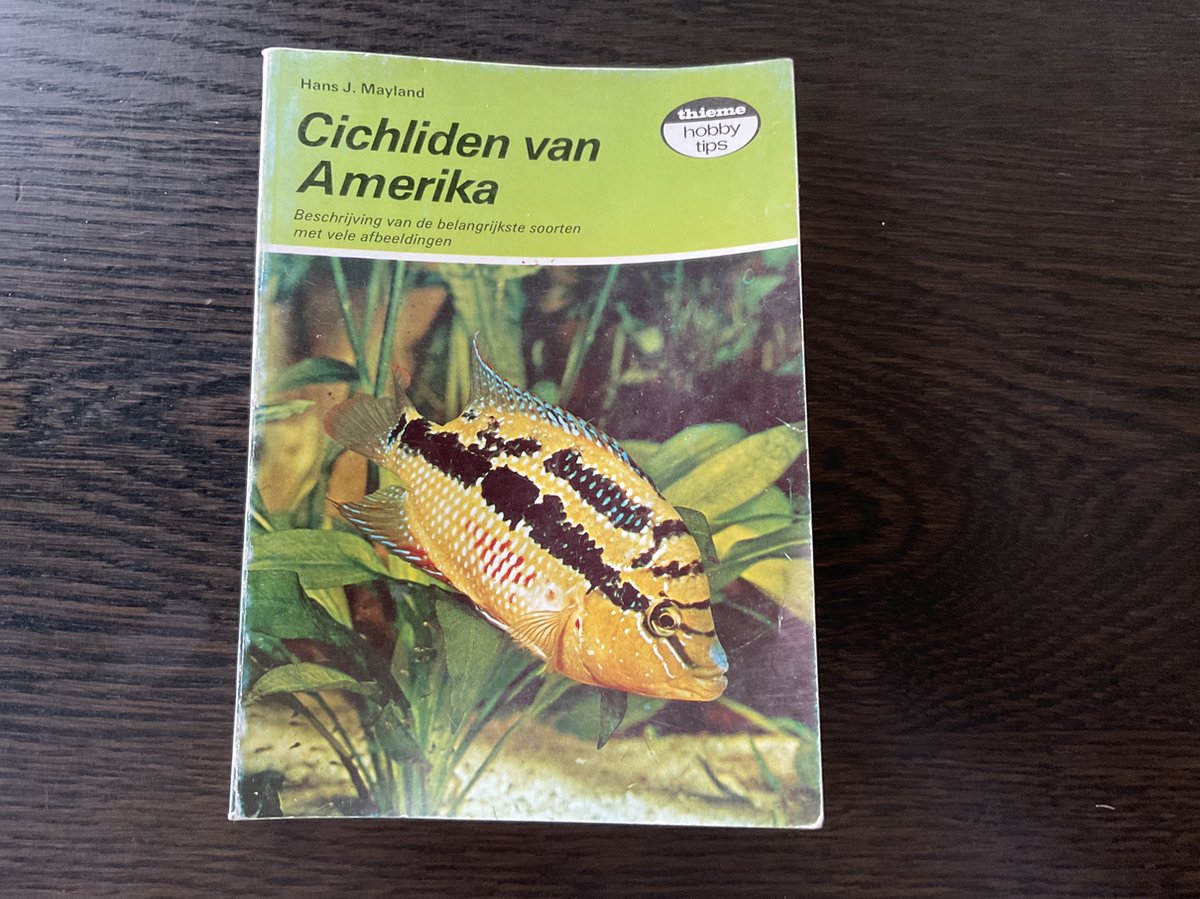 Hans J. Mayland
Cichliden van
Amerika
Beschrijving van de belangrijkste soorten
met vele afbeeldingen
thieme
hobby
tips